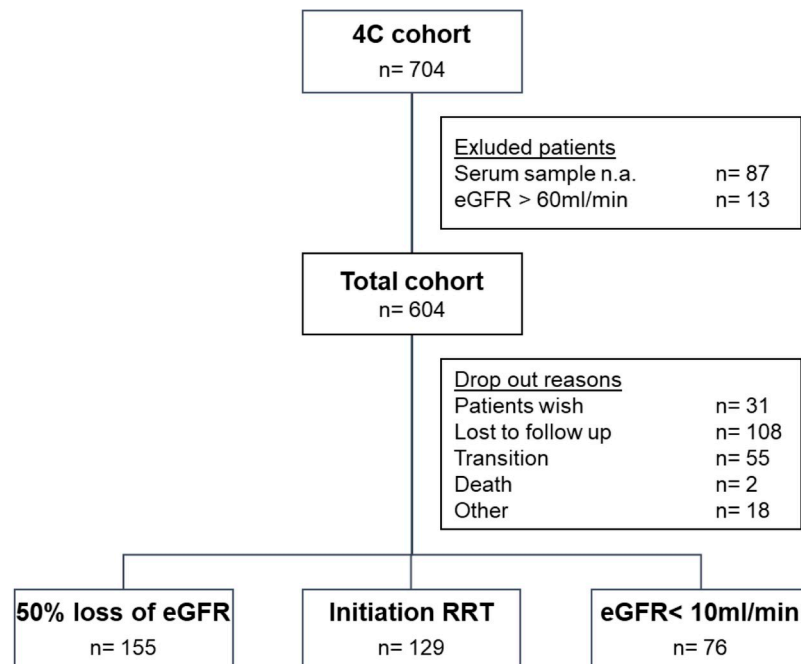 4C cohort
n= 704
Exluded patients
Serum sample n.a. n= 87
eGFR > 60ml/min n= 13
Total cohort
n= 604
Drop out reasons
Patients wish n= 31
Lost to follow up n= 108
Transition n= 55
Death n= 2
Other n= 18
50% loss of eGFR Initiation RRT eGFR< 10ml/min
n= 155 n= 129 n= 76